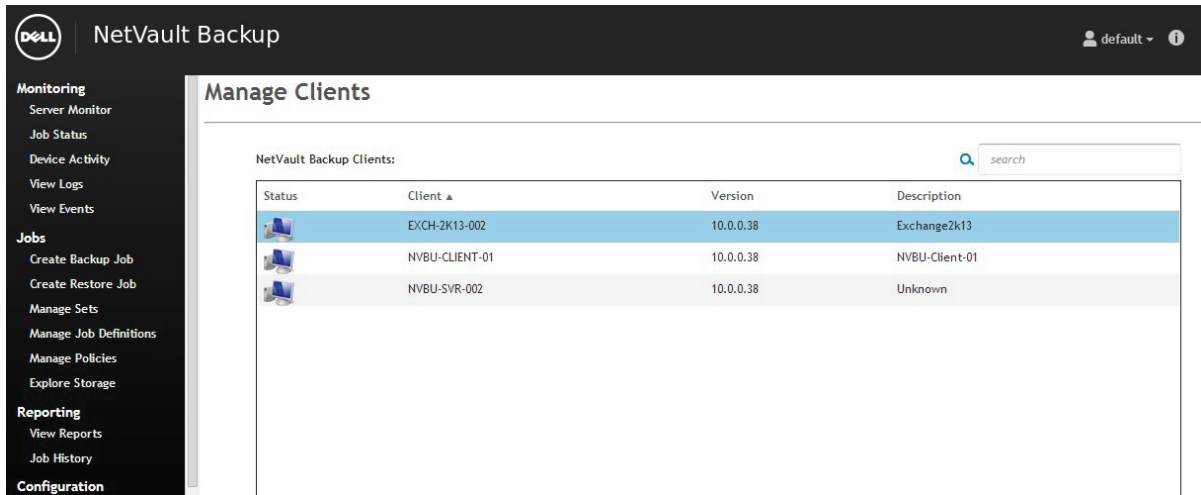 DELL
NetVault Backup
default
Monitoring
Server Monitor
Job Status
Device Activity
View Logs
View Events
Jobs
Create Backup Job
Create Restore Job
Manage Sets
Manage Job Definitions
Manage Policies
Explore Storage
Reporting
View Reports
Job History
Configuration
Manage Clients
NetVault Backup Clients:
search
Status Client ▲ Version Description
EXCH-2K13-002 10.0.0.38 Exchange2k13
NVBU-CLIENT-01 10.0.0.38 NVBU-Client-01
NVBU-SVR-002 10.0.0.38 Unknown